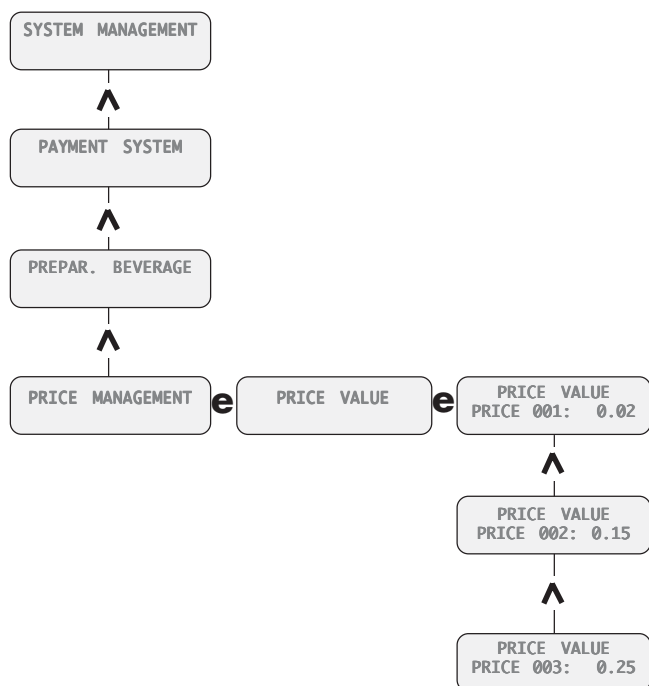 SYSTEM MANAGEMENT
^
PAYMENT SYSTEM
^
PREPAR. BEVERAGE
^
PRICE MANAGEMENT e PRICE VALUE e PRICE VALUE
PRICE 001: 0.02
^
PRICE VALUE
PRICE 002: 0.15
^
PRICE VALUE
PRICE 003: 0.25